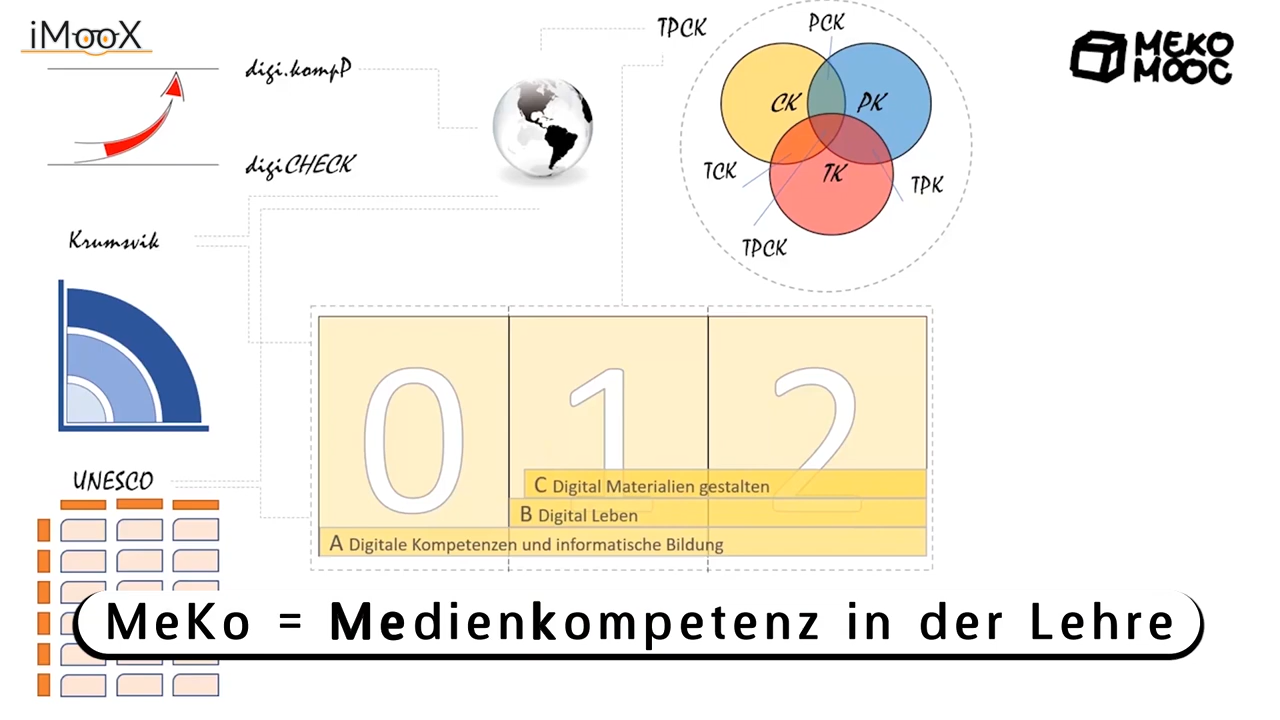 iMooX
digi.kompP
digiCHECK
TPCK
PCK
CK
PK
TK
TCK
TPK
TPCK
MEKO
MOOC
Krumsvik
UNESCO
0
1
2
C Digital Materialien gestalten
B Digital Leben
A Digitale Kompetenzen und informatische Bildung
MeKo = Medienkompetenz in der Lehre